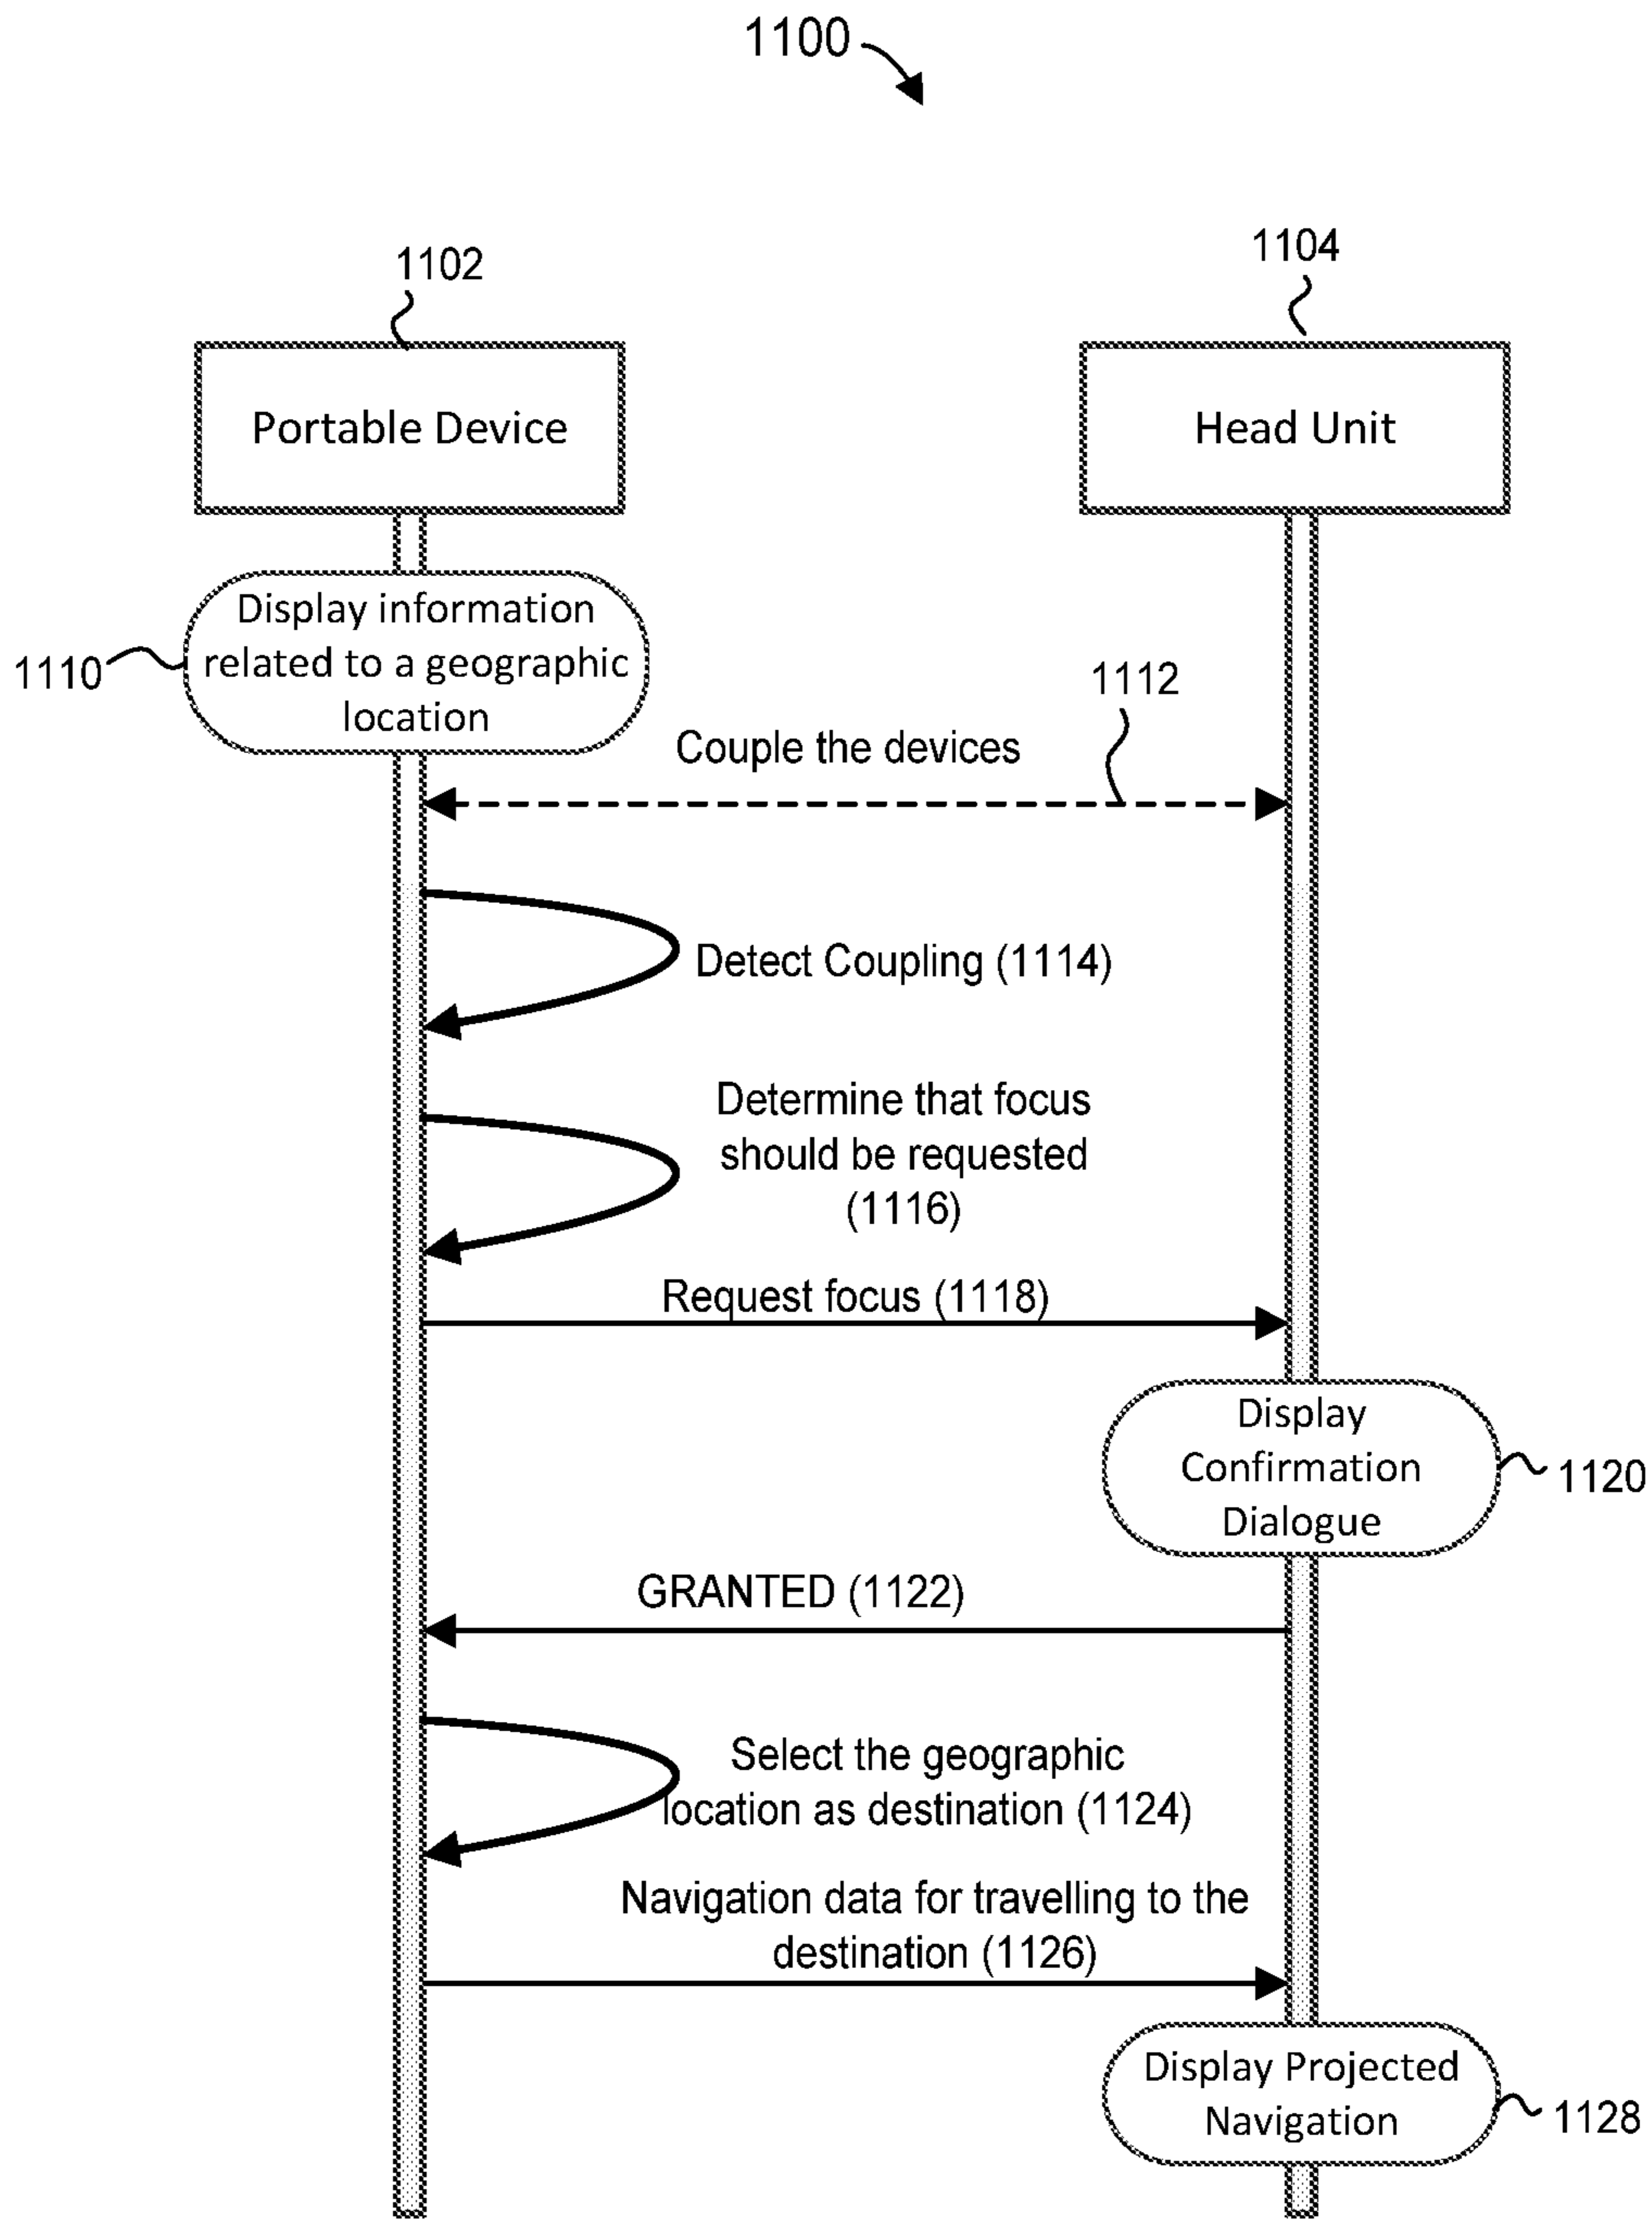 1100
1102
1104
Portable Device
Head Unit
Display information
related to a geographic
location
1110
1112
Couple the devices
Detect Coupling (1114)
Determine that focus
should be requested
(1116)
Request focus (1118)
Display
Confirmation
Dialogue
1120
GRANTED (1122)
Select the geographic
location as destination (1124)
Navigation data for travelling to the
destination (1126)
Display Projected
Navigation
1128